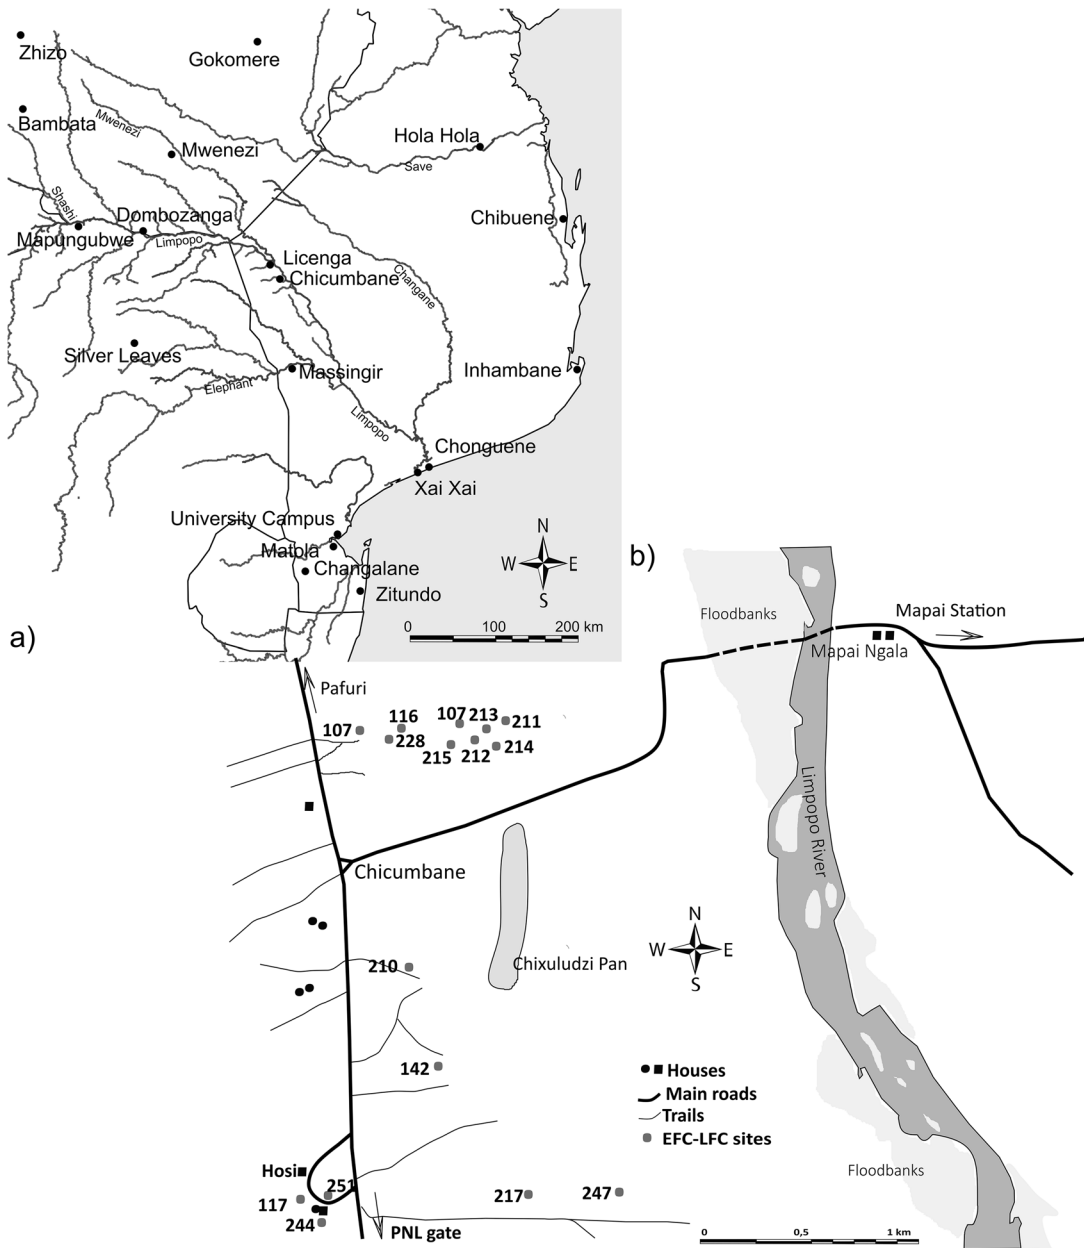 Zhizo
Gokomere
Bambata
Mwenezi
Mwenezi
Hola Hola
Save
Shashi
Dombozanga
Chibuene
Mapungubwe
Limpopo
Licenga
Chicumbane
Changane
Silver Leaves
Massingir
Inhambane
Elephant
Limpopo
Chonguene
Xai Xai
University Campus
Matola
Changalane
Zitundo
N
W E
S
0 100 200 km
a)
b)
Floodbanks
Mapai Station
Mapai Ngala
Pafuri
107
116
228
107
213
211
215
212
214
Limpopo River
Chicumbane
N
W E
S
210
Chixuludzi Pan
142
Houses
Main roads
Trails
EFC-LFC sites
Hosi
251
117
244
217
247
Floodbanks
PNL gate
0 0,5 1 km